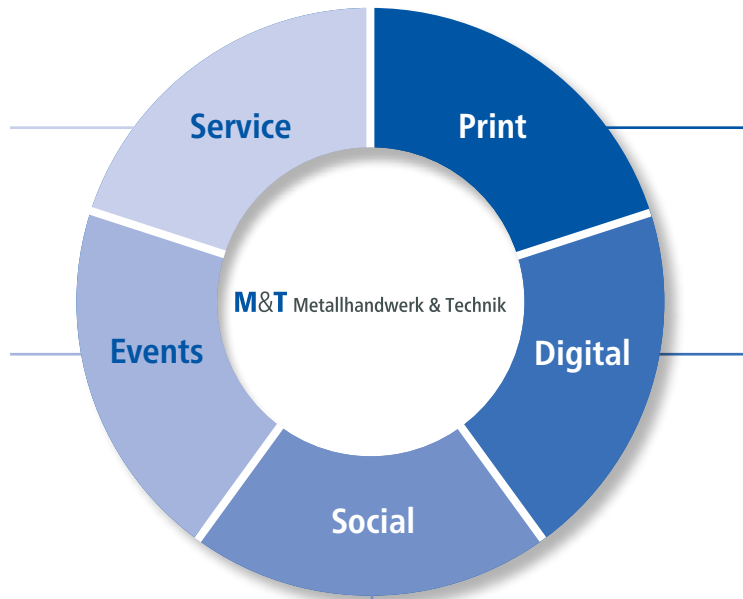 Service
Print
M&T Metallhandwerk & Technik
Events
Digital
Social